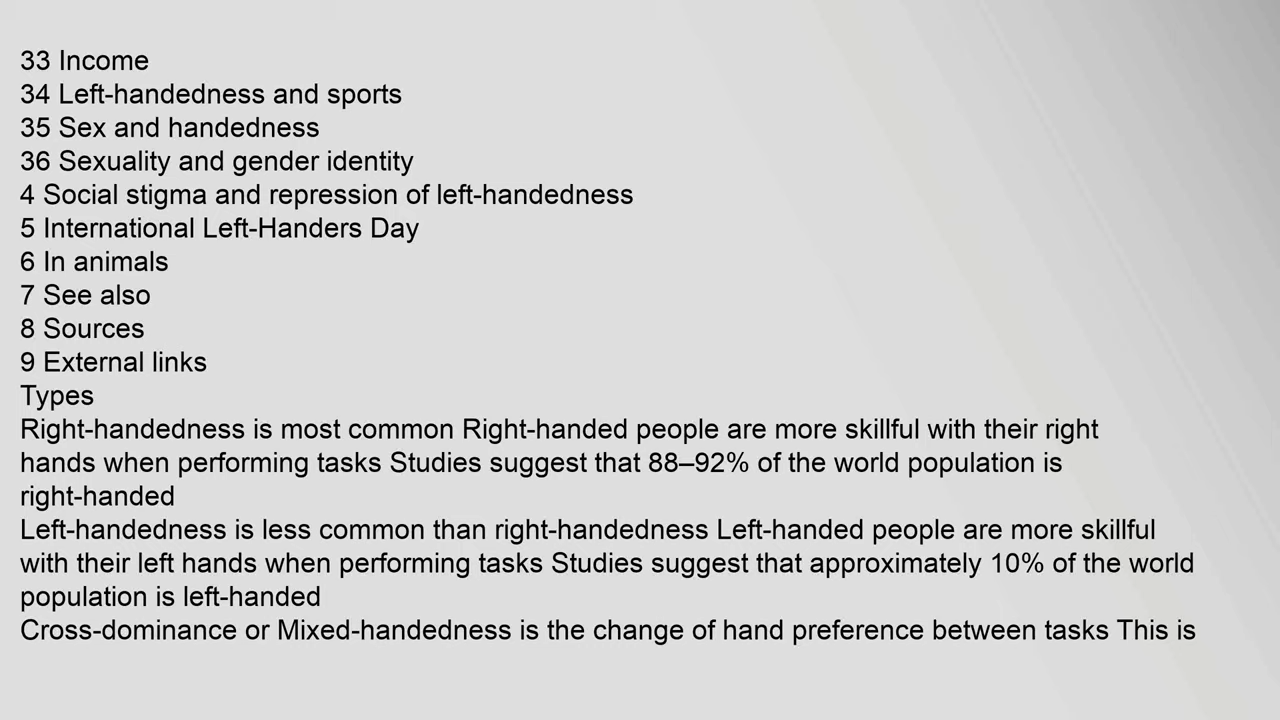 33 Income
34 Left-handedness and sports
35 Sex and handedness
36 Sexuality and gender identity
4 Social stigma and repression of left-handedness
5 International Left-Handers Day
6 In animals
7 See also
8 Sources
9 External links
Types
Right-handedness is most common Right-handed people are more skillful with their right
hands when performing tasks Studies suggest that 88–92% of the world population is
right-handed
Left-handedness is less common than right-handedness Left-handed people are more skillful
with their left hands when performing tasks Studies suggest that approximately 10% of the world
population is left-handed
Cross-dominance or Mixed-handedness is the change of hand preference between tasks This is